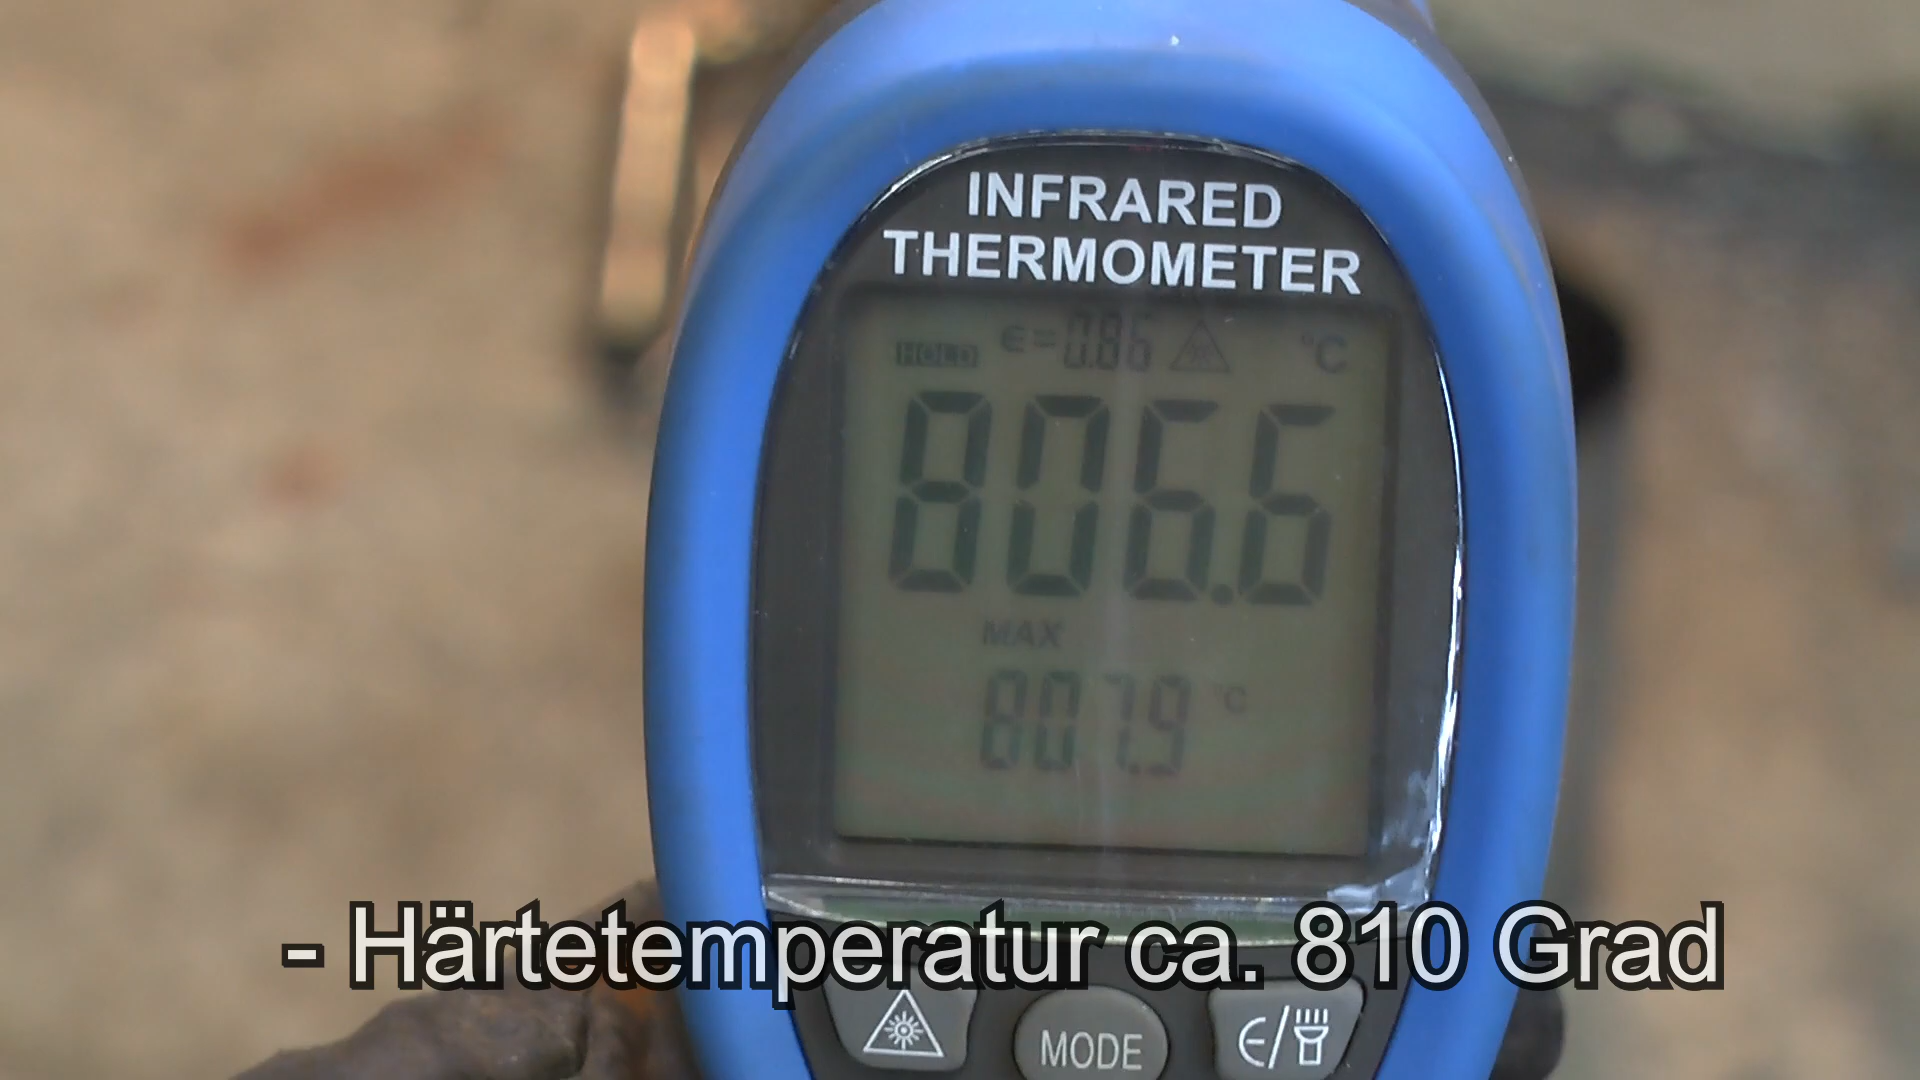 INFRARED
THERMOMETER
HOLD ε=0.86 °C
806.6
MAX
807.9 °C
- Härtetemperatur ca. 810 Grad
MODE
ε/